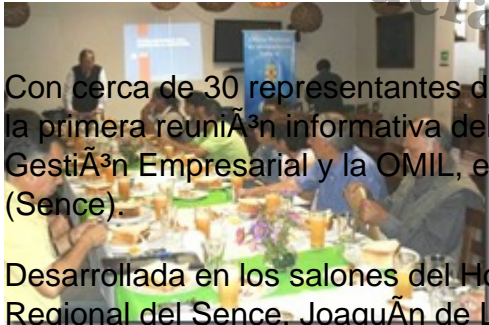 Con cerca de 30 representantes d
la primera reuniÃ³n informativa de
GestiÃ³n Empresarial y la OMIL, e
(Sence).
Desarrollada en los salones del Ho
Regional del Sence, JoaquÃ­n de L